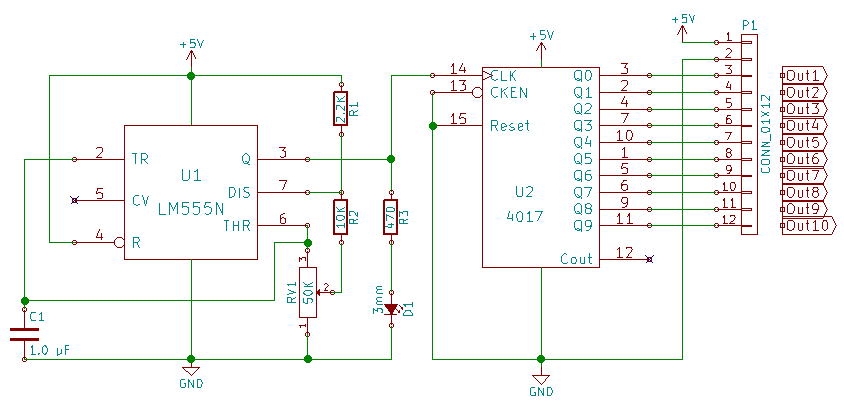 +5V
2 TR
5 CV
4 R
U1
LM555N
Q 3
DIS 7
THR 6
GND
C1
1.0 µF
2.2K R1
10K R2
3
RV1 50K
2
1
470 R3
3mm D1
+5V
14 CLK
13 CKEN
15 Reset
U2
4017
Q0 3
Q1 2
Q2 4
Q3 7
Q4 10
Q5 1
Q6 5
Q7 6
Q8 9
Q9 11
Cout 12
GND
+5V
P1
CONN_01X12
1
2
3
4
5
6
7
8
9
10
11
12
Out1
Out2
Out3
Out4
Out5
Out6
Out7
Out8
Out9
Out10